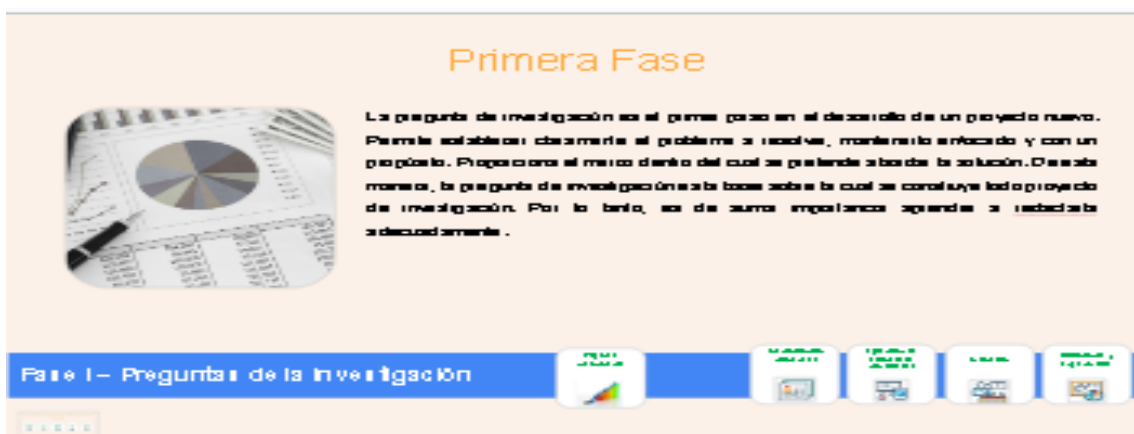 Primera Fase
La pregunta de investigación es el primer paso en el desarrollo de un proyecto nuevo.
Permite establecer claramente el problema a resolver, mantenerlo enfocado y con un
propósito. Proporciona el marco dentro del cual se pretende abordar la solución. De esta
manera, la pregunta de investigación es la base sobre la cual se construye todo proyecto
de investigación. Por lo tanto, es de suma importancia aprender a redactarla
adecuadamente.
Fase I – Preguntas de la Investigación